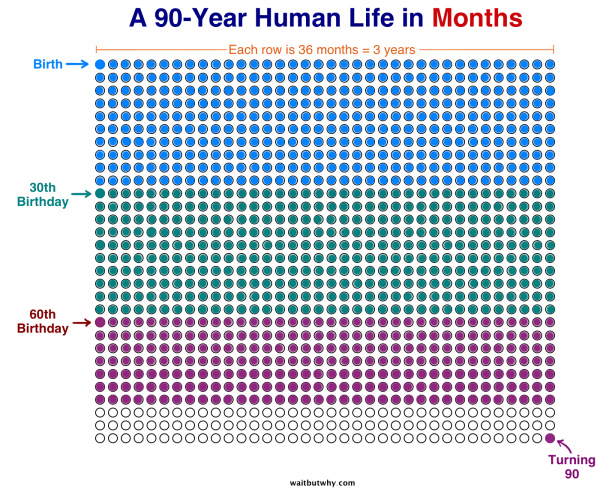 A 90-Year Human Life in Months
Each row is 36 months = 3 years
Birth
30th
Birthday
60th
Birthday
Turning
90
waitbutwhy.com